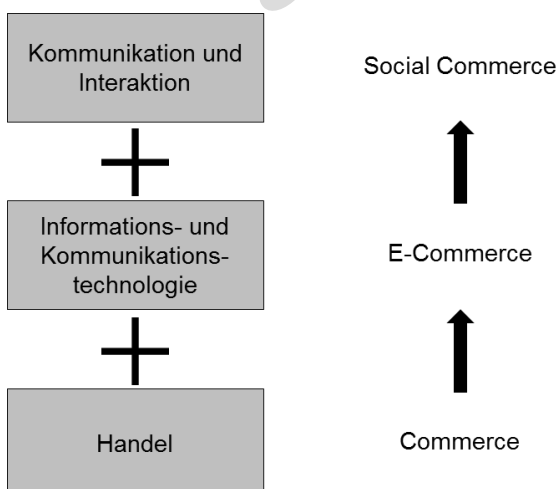 Kommunikation und
Interaktion
Social Commerce
Informations- und
Kommunikations-
technologie
E-Commerce
Handel
Commerce